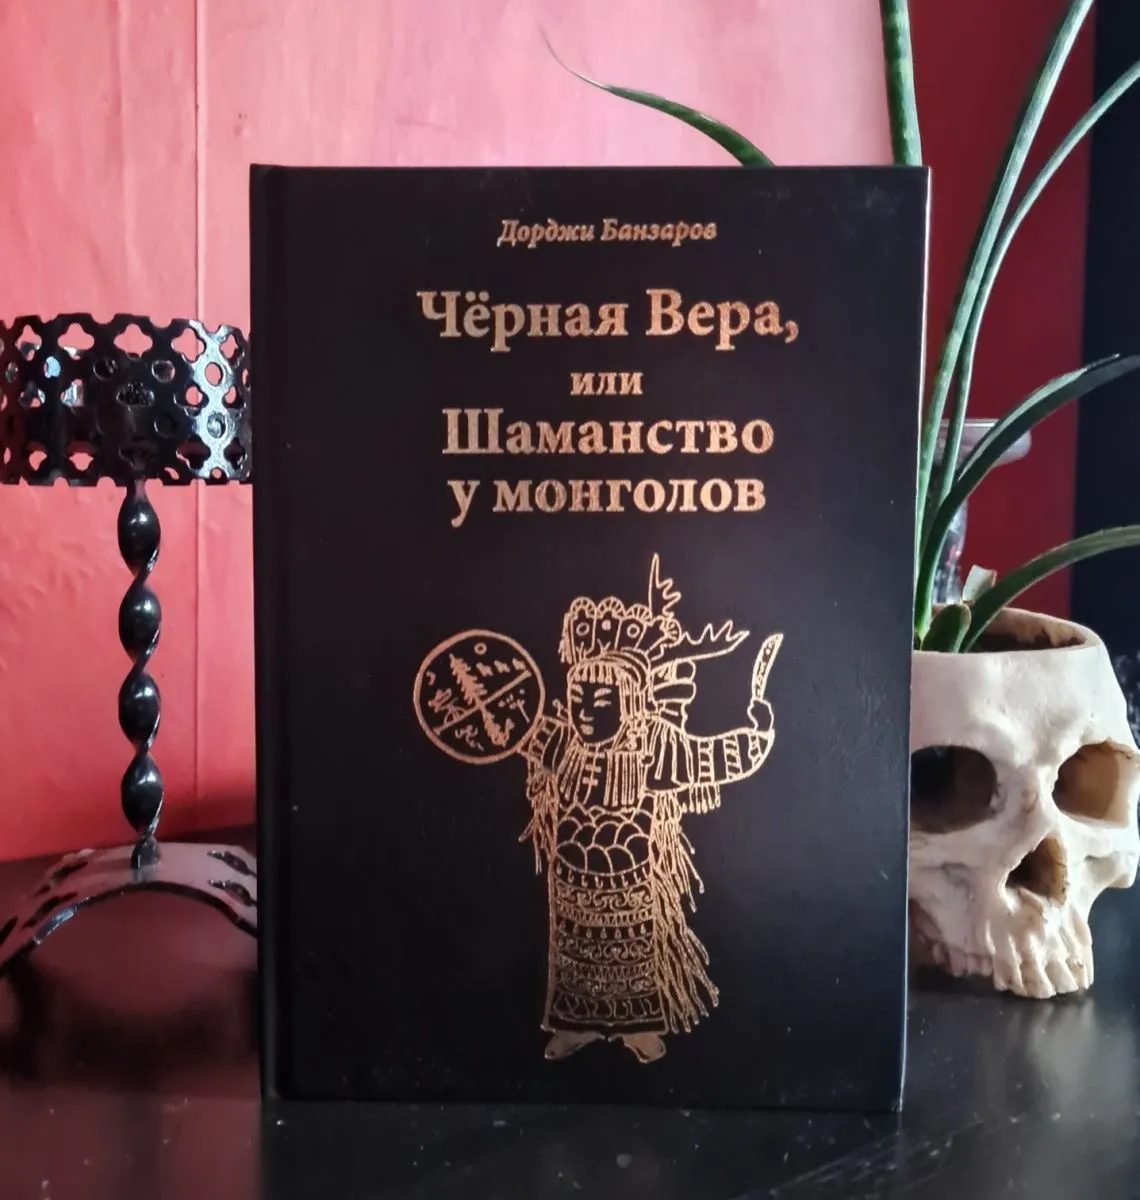 Дорджи Банзаров
Чёрная Вера,
или
Шаманство
у монголов